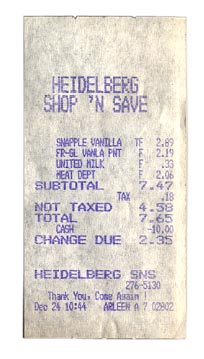 HEIDELBERG
SHOP 'N SAVE
SNAPPLE VANILLA TF 2.89
FR-GL VANLA PNT F 2.19
UNITED MILK F .33
MEAT DEPT F 2.06
SUBTOTAL 7.47
TAX .18
NOT TAXED 4.58
TOTAL 7.65
CASH -10.00
CHANGE DUE 2.35
HEIDELBERG SNS
276-5130
Thank You, Come Again !
Dec 24 10:44 ARLEEN A 7 02802